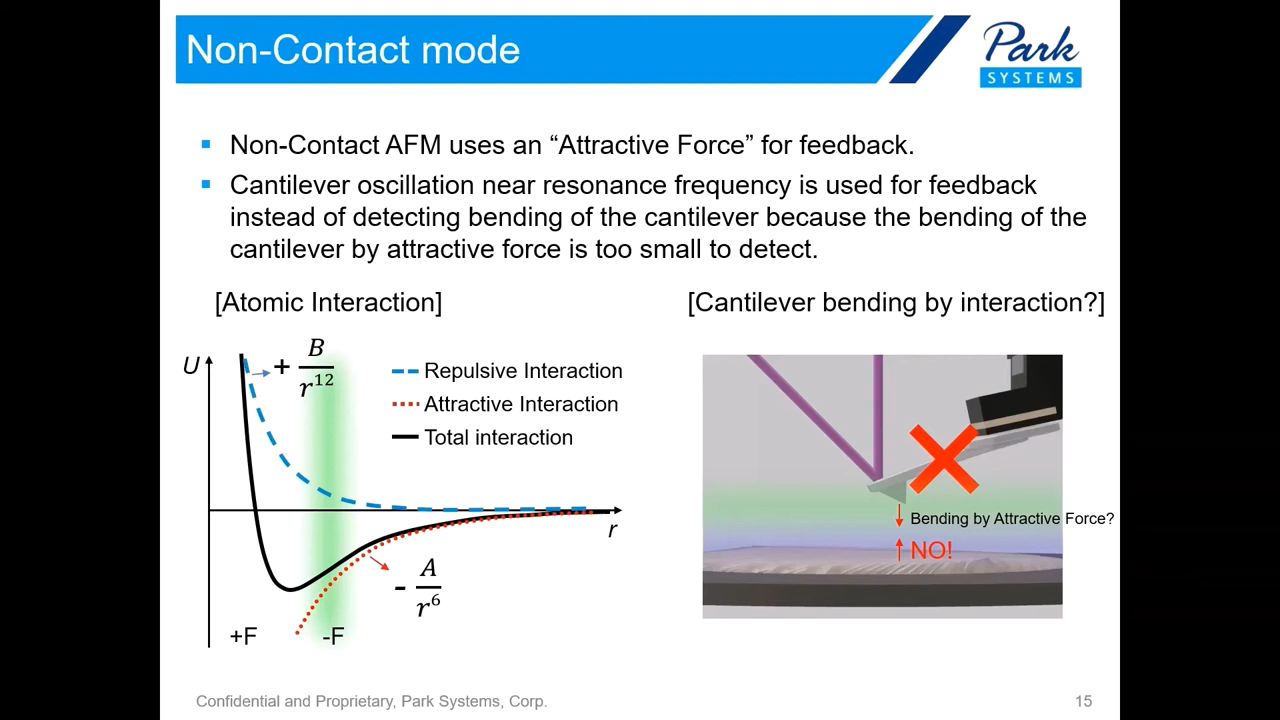 Non-Contact mode
Park
SYSTEMS
Non-Contact AFM uses an “Attractive Force” for feedback.
Cantilever oscillation near resonance frequency is used for feedback
instead of detecting bending of the cantilever because the bending of the
cantilever by attractive force is too small to detect.
[Atomic Interaction]
[Cantilever bending by interaction?]
U
+ B/r^12
Repulsive Interaction
Attractive Interaction
Total interaction
r
- A/r^6
+F
-F
Bending by Attractive Force?
NO!
Confidential and Proprietary, Park Systems, Corp.
15